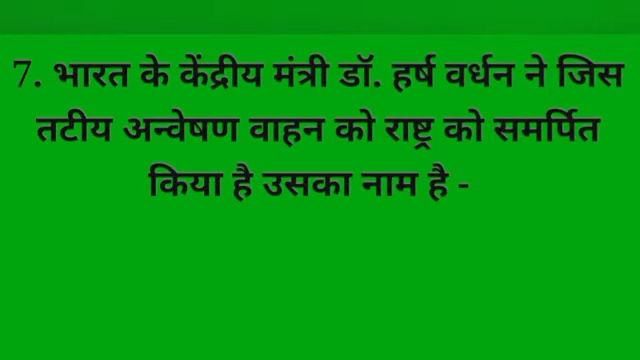 7. भारत के केंद्रीय मंत्री डॉ. हर्ष वर्धन ने जिस
तटीय अन्वेषण वाहन को राष्ट्र को समर्पित
किया है उसका नाम है -